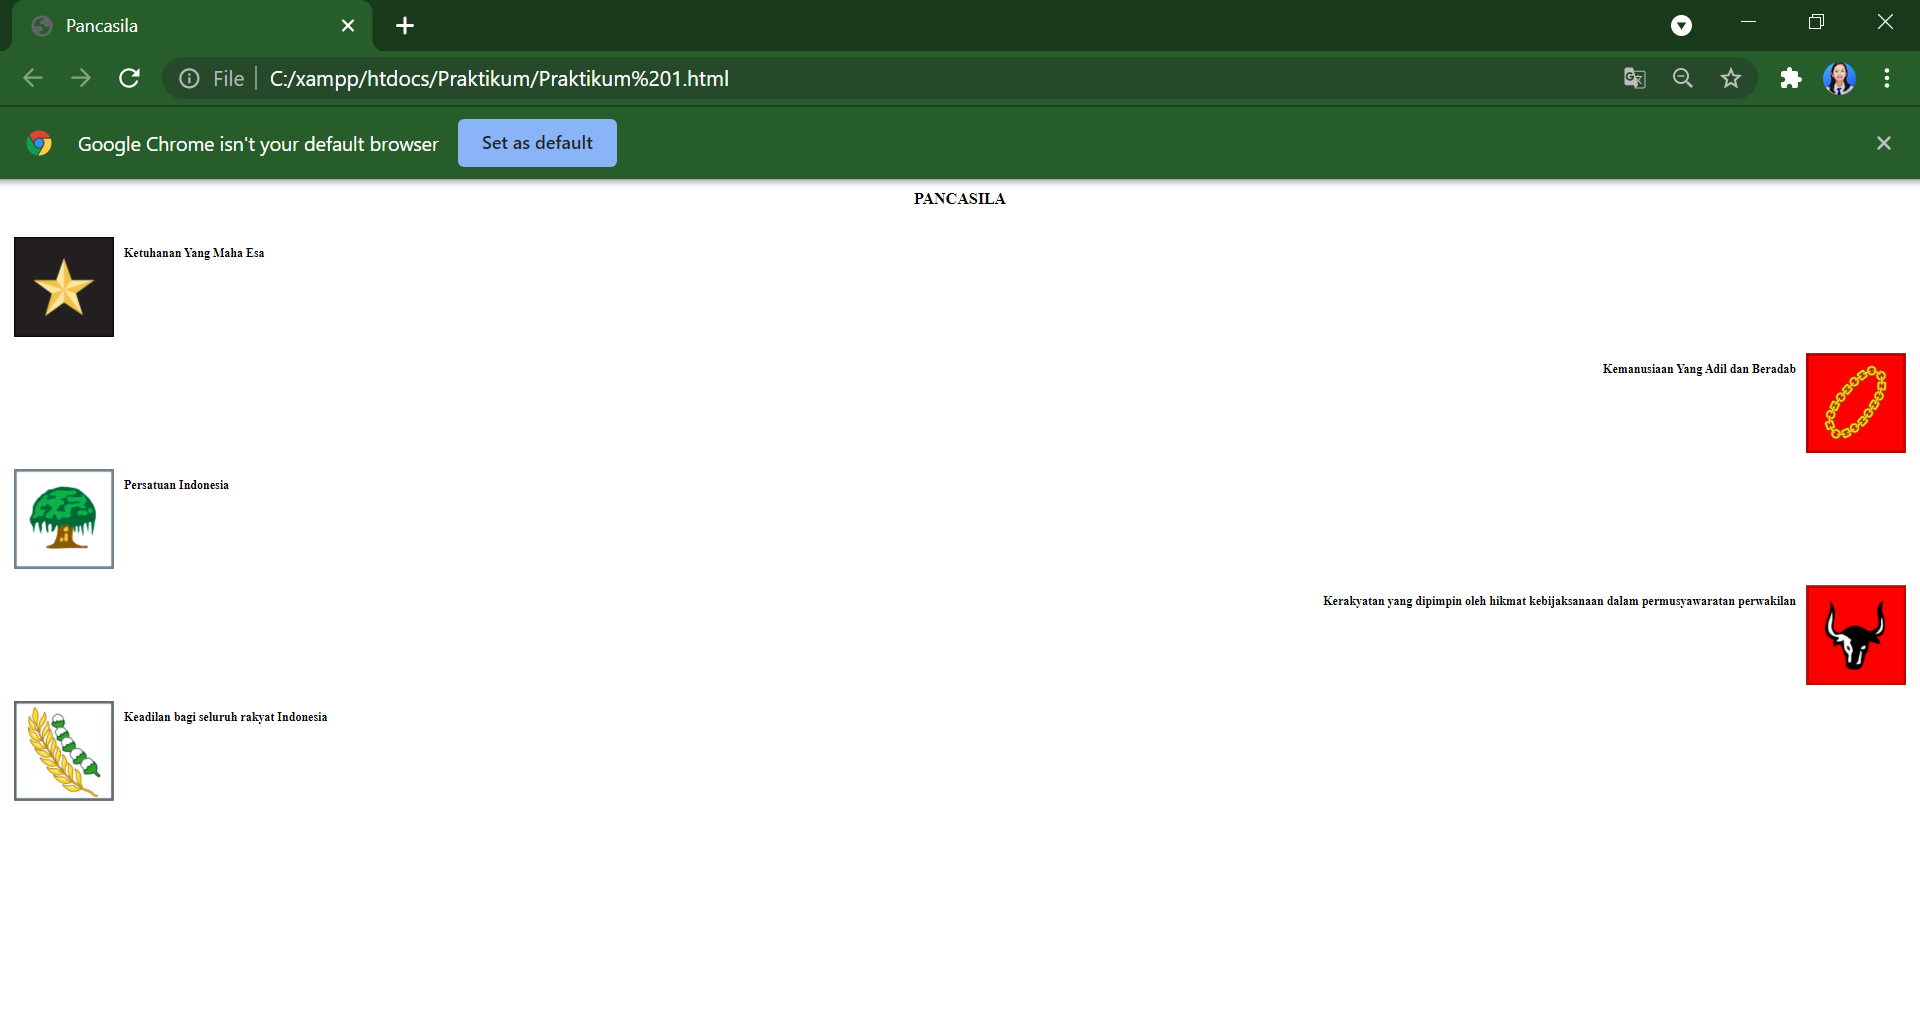 Pancasila
File
C:/xampp/htdocs/Praktikum/Praktikum%201.html
Google Chrome isn't your default browser
Set as default
PANCASILA
Ketuhanan Yang Maha Esa
Kemanusiaan Yang Adil dan Beradab
Persatuan Indonesia
Kerakyatan yang dipimpin oleh hikmat kebijaksanaan dalam permusyawaratan perwakilan
Keadilan bagi seluruh rakyat Indonesia